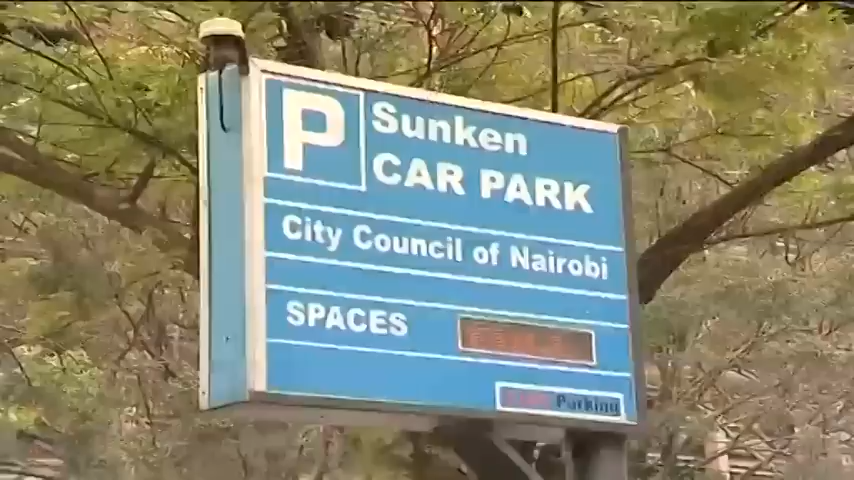 P
Sunken
CAR PARK
City Council of Nairobi
SPACES
Parking